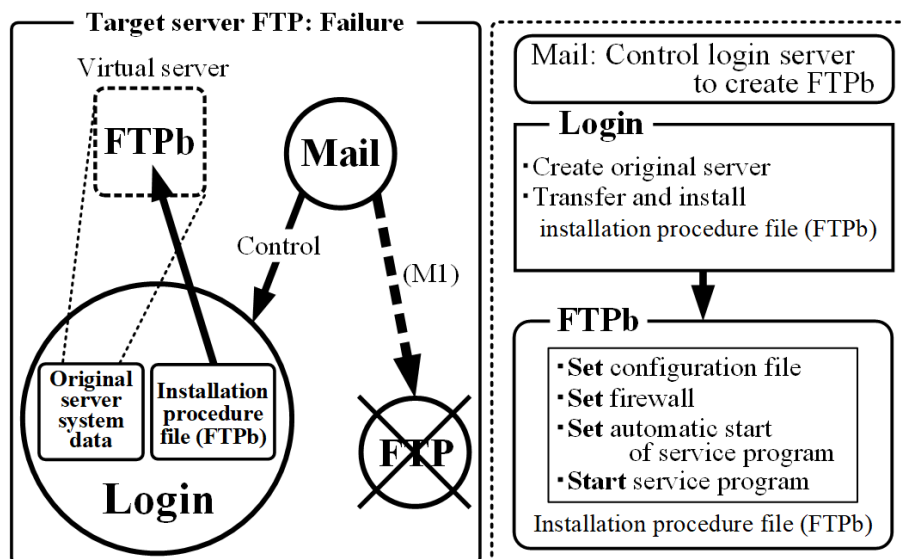 Target server FTP: Failure
Virtual server
FTPb
Mail
Control
(M1)
Original
server
system
data
Installation
procedure
file (FTPb)
Login
FTP
Mail: Control login server
to create FTPb
Login
・Create original server
・Transfer and install
installation procedure file (FTPb)
FTPb
・Set configuration file
・Set firewall
・Set automatic start
of service program
・Start service program
Installation procedure file (FTPb)